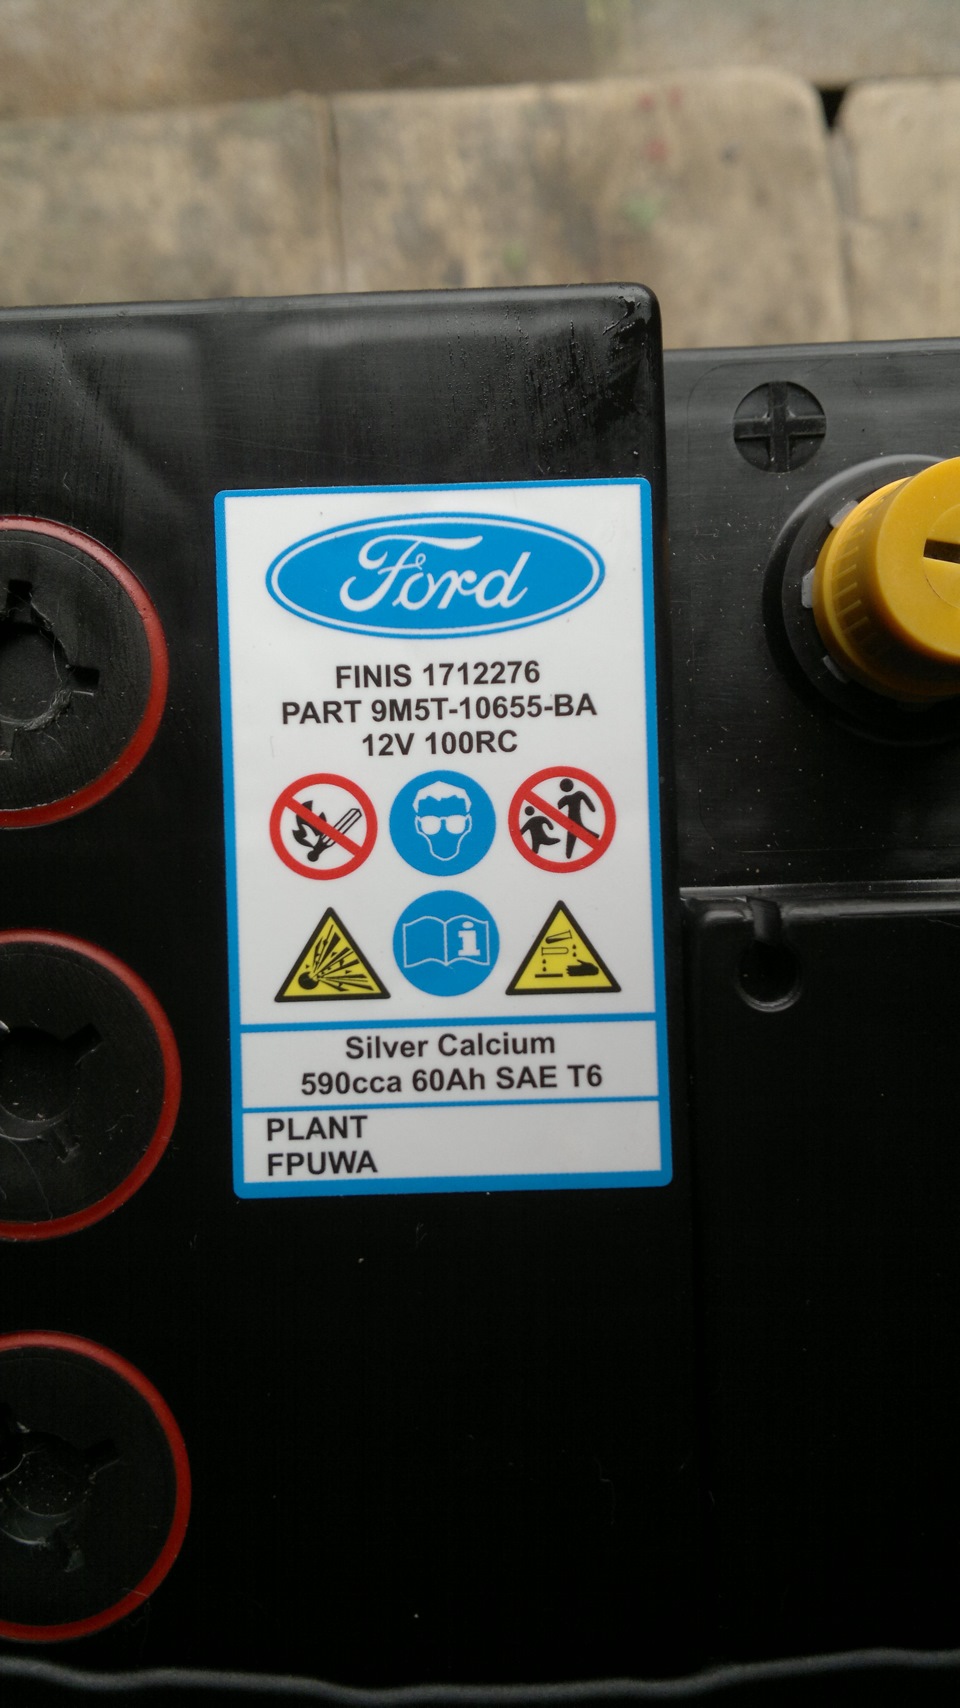 Ford
FINIS 1712276
PART 9M5T-10655-BA
12V 100RC
i
Silver Calcium
590cca 60Ah SAE T6
PLANT
FPUWA